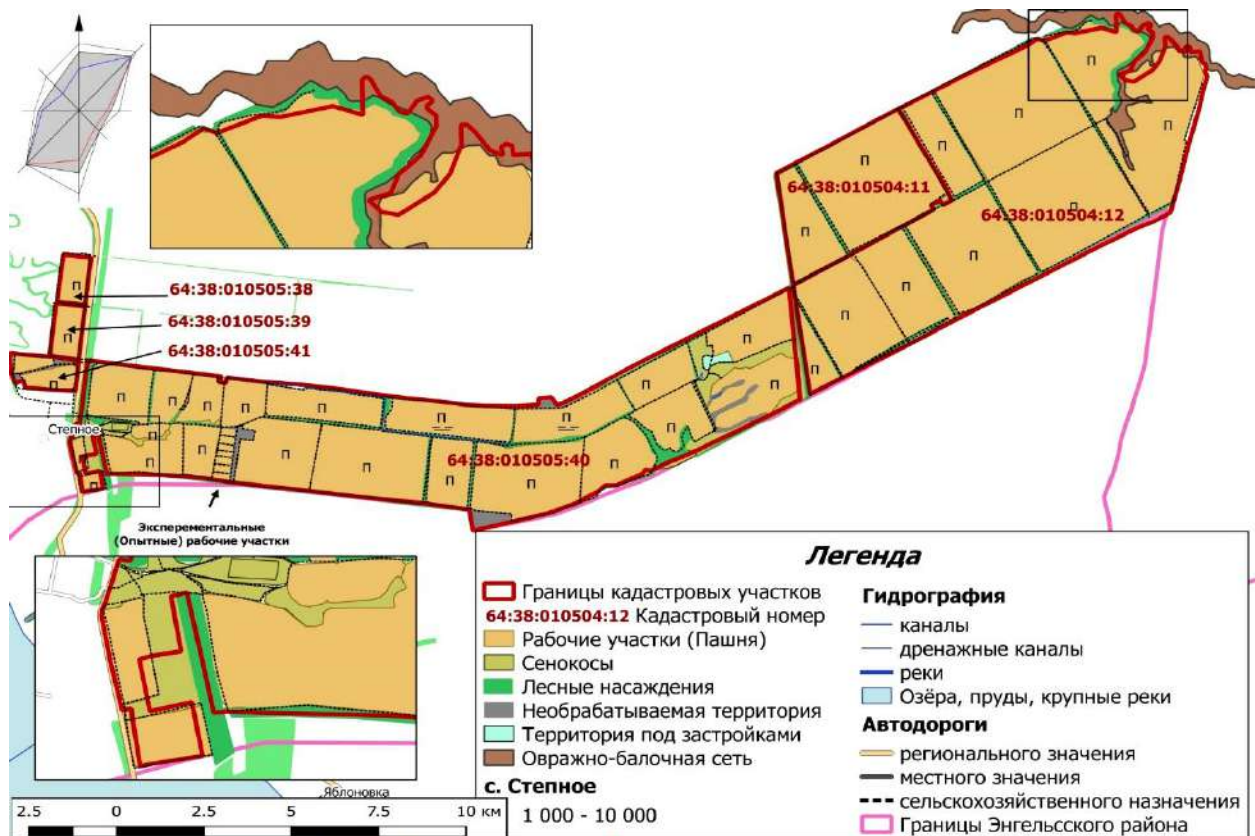 П
П
64:38:010504:11
П
П
64:38:010504:12
П
П
П
П
П
П
64:38:010505:38
П
64:38:010505:39
П
64:38:010505:41
П
П
П
П
П
П
П
П
П
П
Степное
П
П
П
П
П
П
П
64:38:010505:40
П
П
П
Эксперементальные
(Опытные) рабочие участки
Яблоновка
2.5 0 2.5 5 7.5 10 км
Легенда
Границы кадастровых участков
64:38:010504:12 Кадастровый номер
Рабочие участки (Пашня)
Сенокосы
Лесные насаждения
Необрабатываемая территория
Территория под застройками
Овражно-балочная сеть
с. Степное
1 000 - 10 000
Гидрография
каналы
дренажные каналы
реки
Озёра, пруды, крупные реки
Автодороги
регионального значения
местного значения
сельскохозяйственного назначения
Границы Энгельсского района